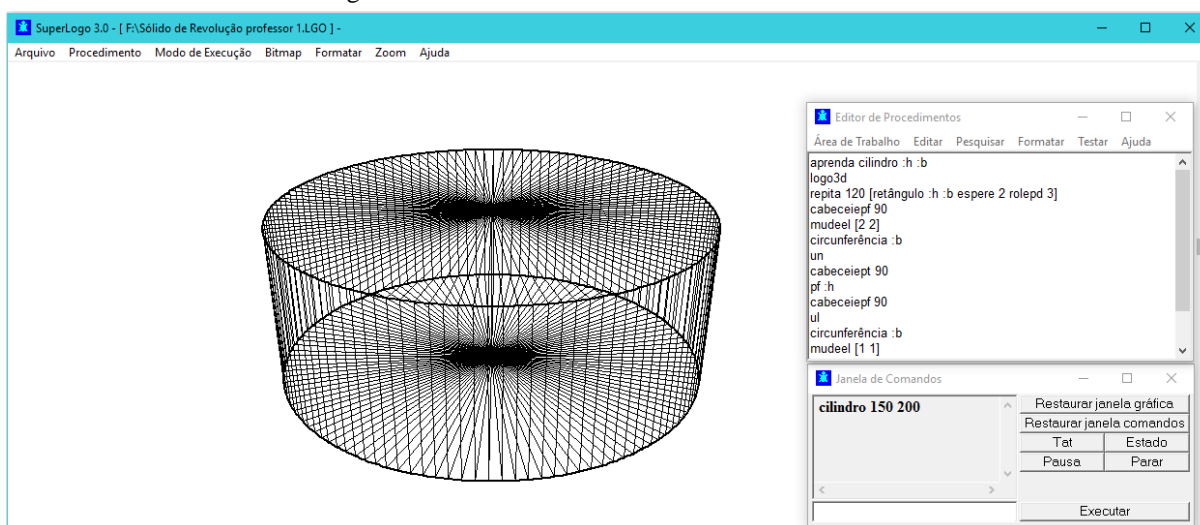 SuperLogo 3.0 - [ F:\Sólido de Revolução professor 1.LGO ] -
Arquivo Procedimento Modo de Execução Bitmap Formatar Zoom Ajuda
Editor de Procedimentos
Área de Trabalho Editar Pesquisar Formatar Testar Ajuda
aprenda cilindro :h :b
logo3d
repita 120 [retângulo :h :b espere 2 rolepd 3]
cabeceiepf 90
mudeel [2 2]
circunferência :b
un
cabeceiept 90
pf :h
cabeceiepf 90
ul
circunferência :b
mudeel [1 1]
Janela de Comandos
cilindro 150 200
Restaurar janela gráfica
Restaurar janela comandos
Tat Estado
Pausa Parar
Executar